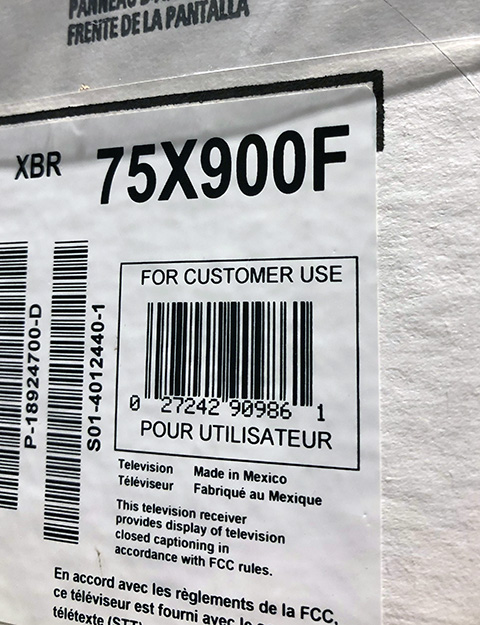 PANNEAU D'A
FRENTE DE LA PANTALLA
XBR 75X900F
P-18924700-D
S01-4012440-1
FOR CUSTOMER USE
0 27242 90986 1
POUR UTILISATEUR
Television Made in Mexico
Téléviseur Fabriqué au Mexique
This television receiver
provides display of television
closed captioning in
accordance with FCC rules.
En accord avec les règlements de la FCC,
ce téléviseur est fourni avec le
télétexte (STT)